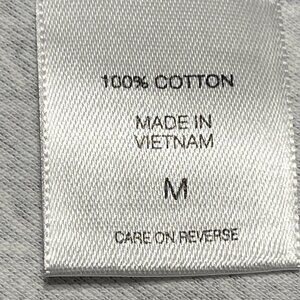 100% COTTON
MADE IN
VIETNAM
M
CARE ON REVERSE